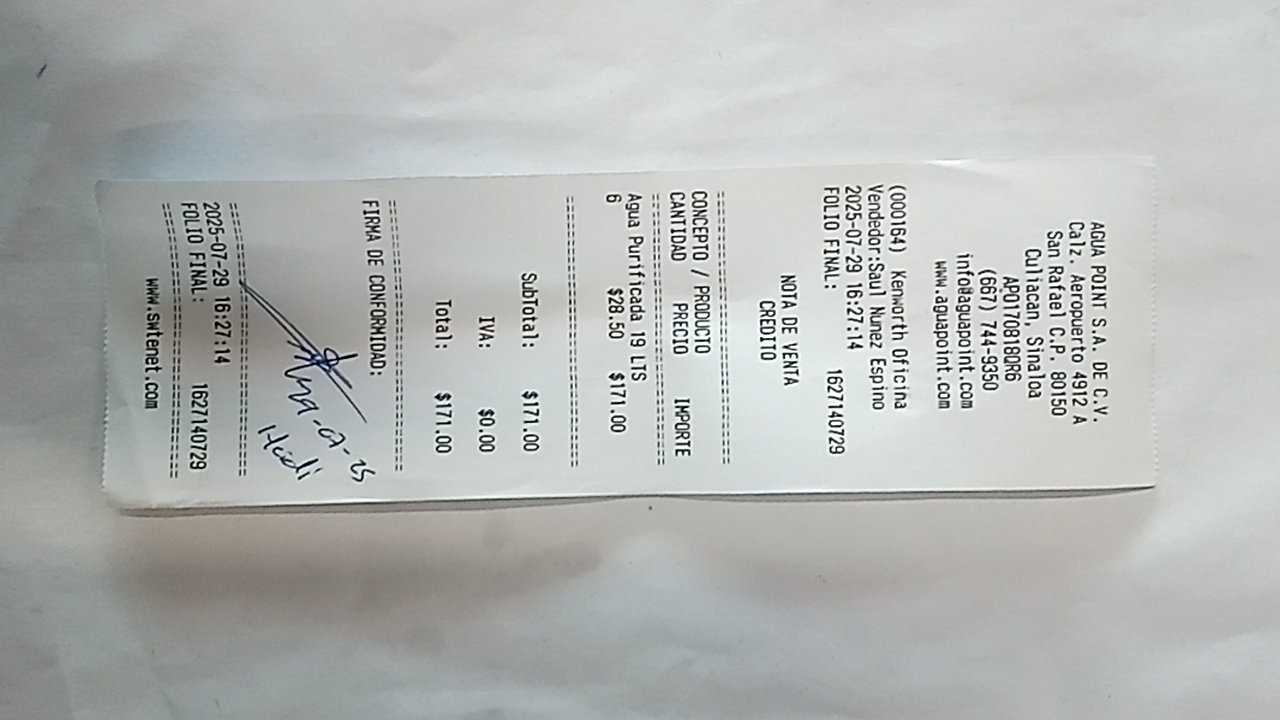 AGUA POINT S.A. DE C.V.
Calz. Aeropuerto 4912 A
San Rafael C.P. 80150
Culiacan, Sinaloa
APO170818QR6
(667) 744-9350
info@aguapoint.com
www.aguapoint.com
(000164) Kenworth Oficina
Vendedor:Saul Nunez Espino
2025-07-29 16:27:14
FOLIO FINAL: 1627140729
NOTA DE VENTA
CREDITO
===========================
CONCEPTO / PRODUCTO
CANTIDAD PRECIO IMPORTE
===========================
Agua Purificada 19 LTS
6 $28.50 $171.00
===========================
SubTotal: $171.00
IVA: $0.00
Total: $171.00
===========================
FIRMA DE CONFORMIDAD:
Heidi
===========================
2025-07-29 16:27:14
FOLIO FINAL: 1627140729
===========================
www.swtenet.com